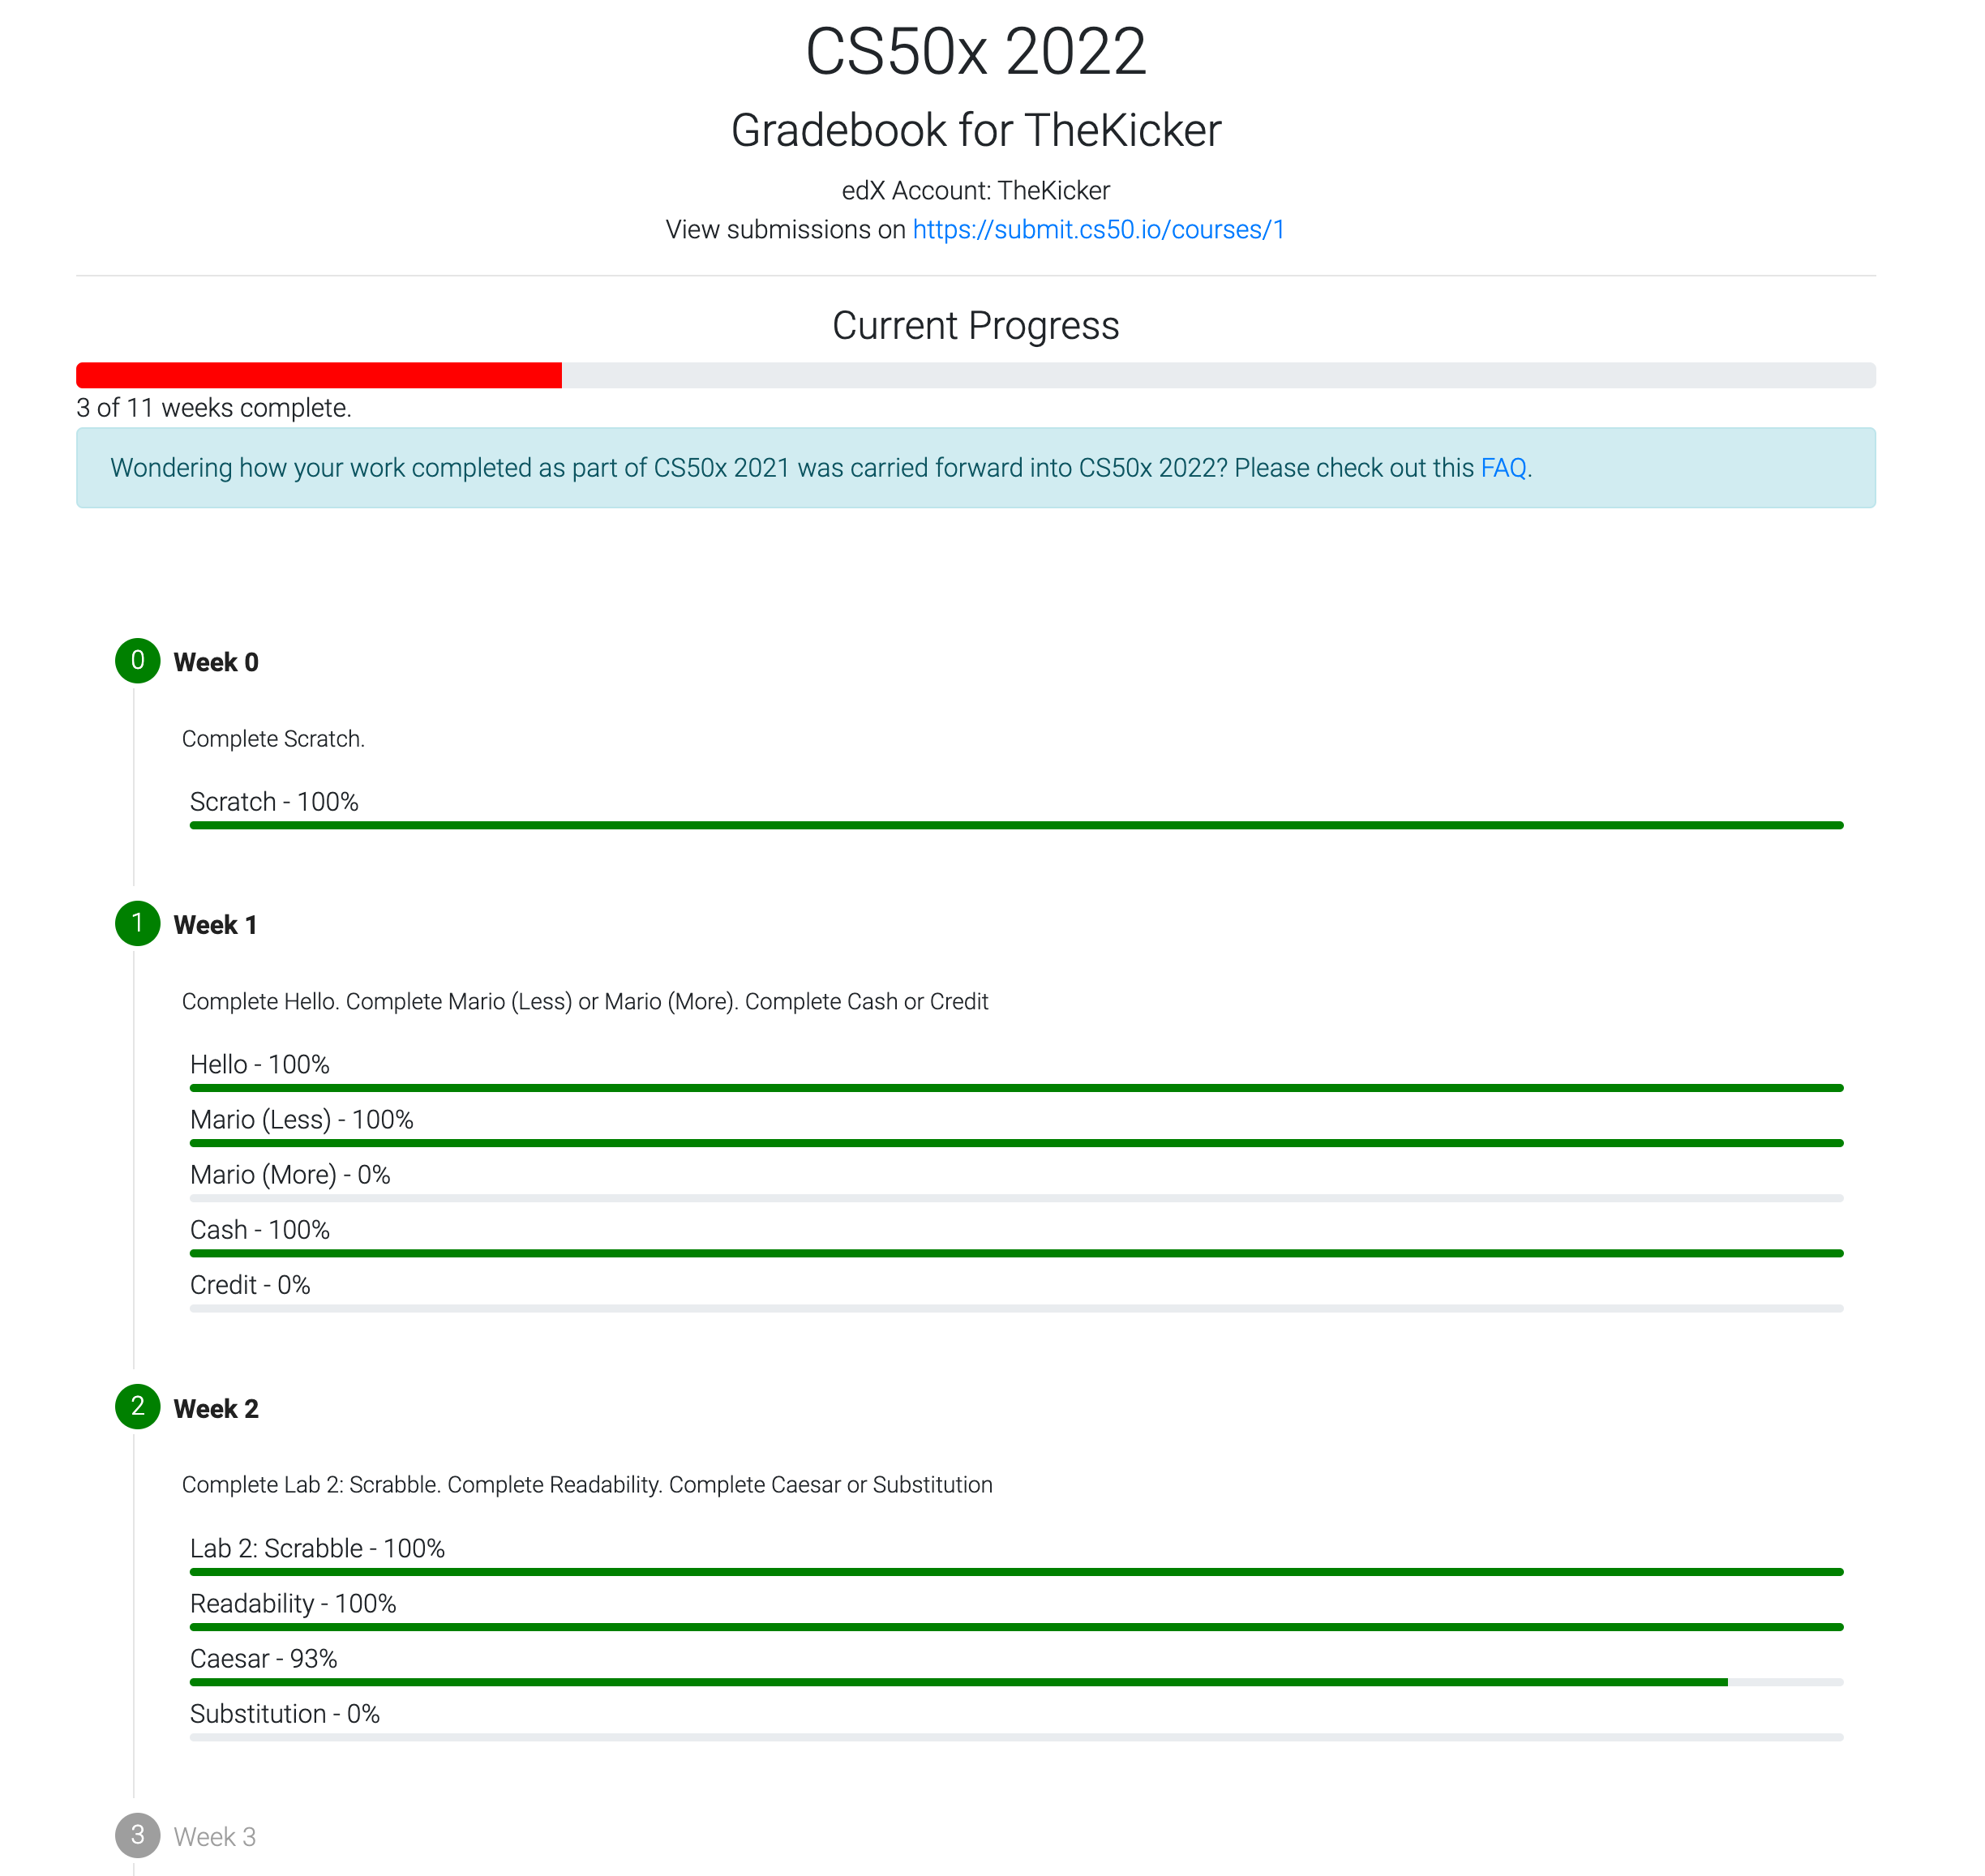 CS50x 2022
Gradebook for TheKicker
edX Account: TheKicker
View submissions on https://submit.cs50.io/courses/1
Current Progress
3 of 11 weeks complete.
Wondering how your work completed as part of CS50x 2021 was carried forward into CS50x 2022? Please check out this FAQ.
0 Week 0
Complete Scratch.
Scratch - 100%
1 Week 1
Complete Hello. Complete Mario (Less) or Mario (More). Complete Cash or Credit
Hello - 100%
Mario (Less) - 100%
Mario (More) - 0%
Cash - 100%
Credit - 0%
2 Week 2
Complete Lab 2: Scrabble. Complete Readability. Complete Caesar or Substitution
Lab 2: Scrabble - 100%
Readability - 100%
Caesar - 93%
Substitution - 0%
3 Week 3